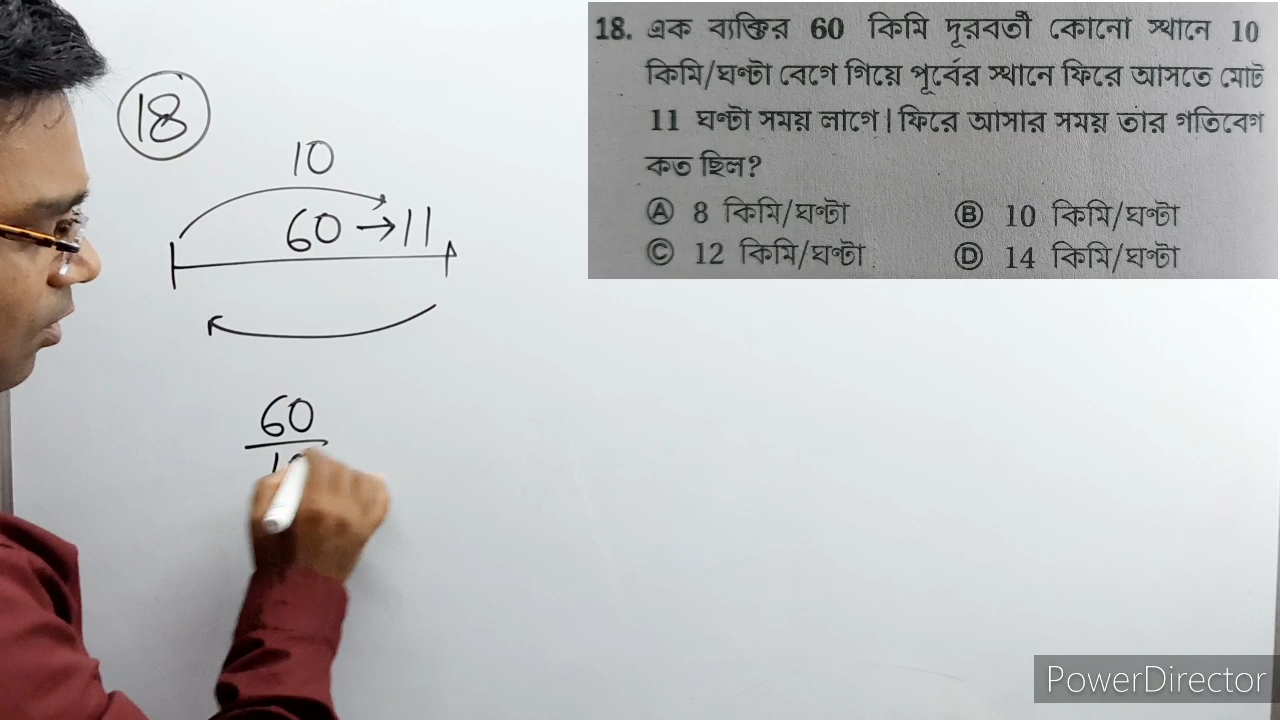 18
10
60 → 11
60
10
18. এক ব্যক্তির 60 কিমি দূরবর্তী কোনো স্থানে 10
কিমি/ঘণ্টা বেগে গিয়ে পূর্বের স্থানে ফিরে আসতে মোট
11 ঘণ্টা সময় লাগে। ফিরে আসার সময় তার গতিবেগ
কত ছিল?
Ⓐ 8 কিমি/ঘণ্টা Ⓑ 10 কিমি/ঘণ্টা
Ⓒ 12 কিমি/ঘণ্টা Ⓓ 14 কিমি/ঘণ্টা
PowerDirector